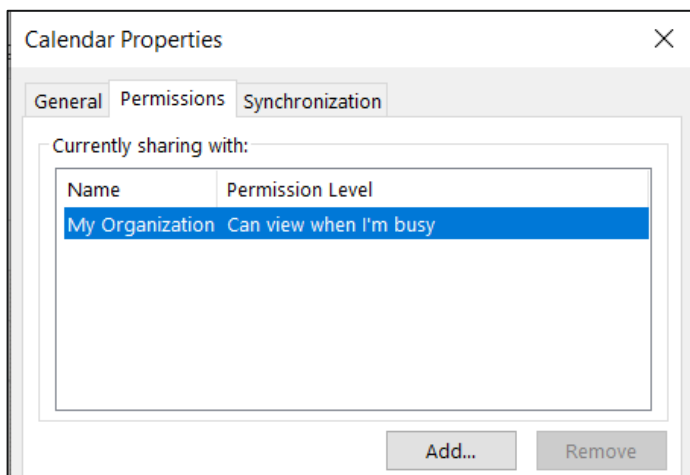 Calendar Properties
General Permissions Synchronization
Currently sharing with:
Name Permission Level
My Organization Can view when I'm busy
Add... Remove